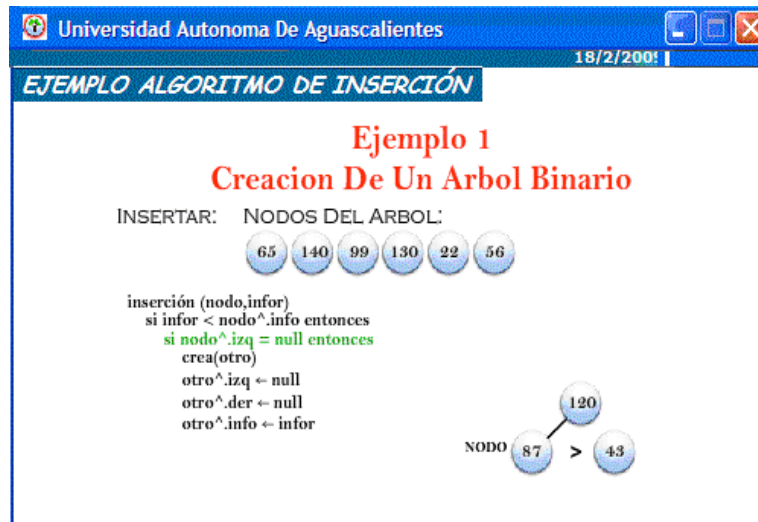 Universidad Autonoma De Aguascalientes
18/2/200
EJEMPLO ALGORITMO DE INSERCIÓN
Ejemplo 1
Creacion De Un Arbol Binario
INSERTAR: NODOS DEL ARBOL:
65 140 99 130 22 56
inserción (nodo,infor)
si infor < nodo^.info entonces
si nodo^.izq = null entonces
crea(otro)
otro^.izq ← null
otro^.der ← null
otro^.info ← infor
120
NODO 87 > 43